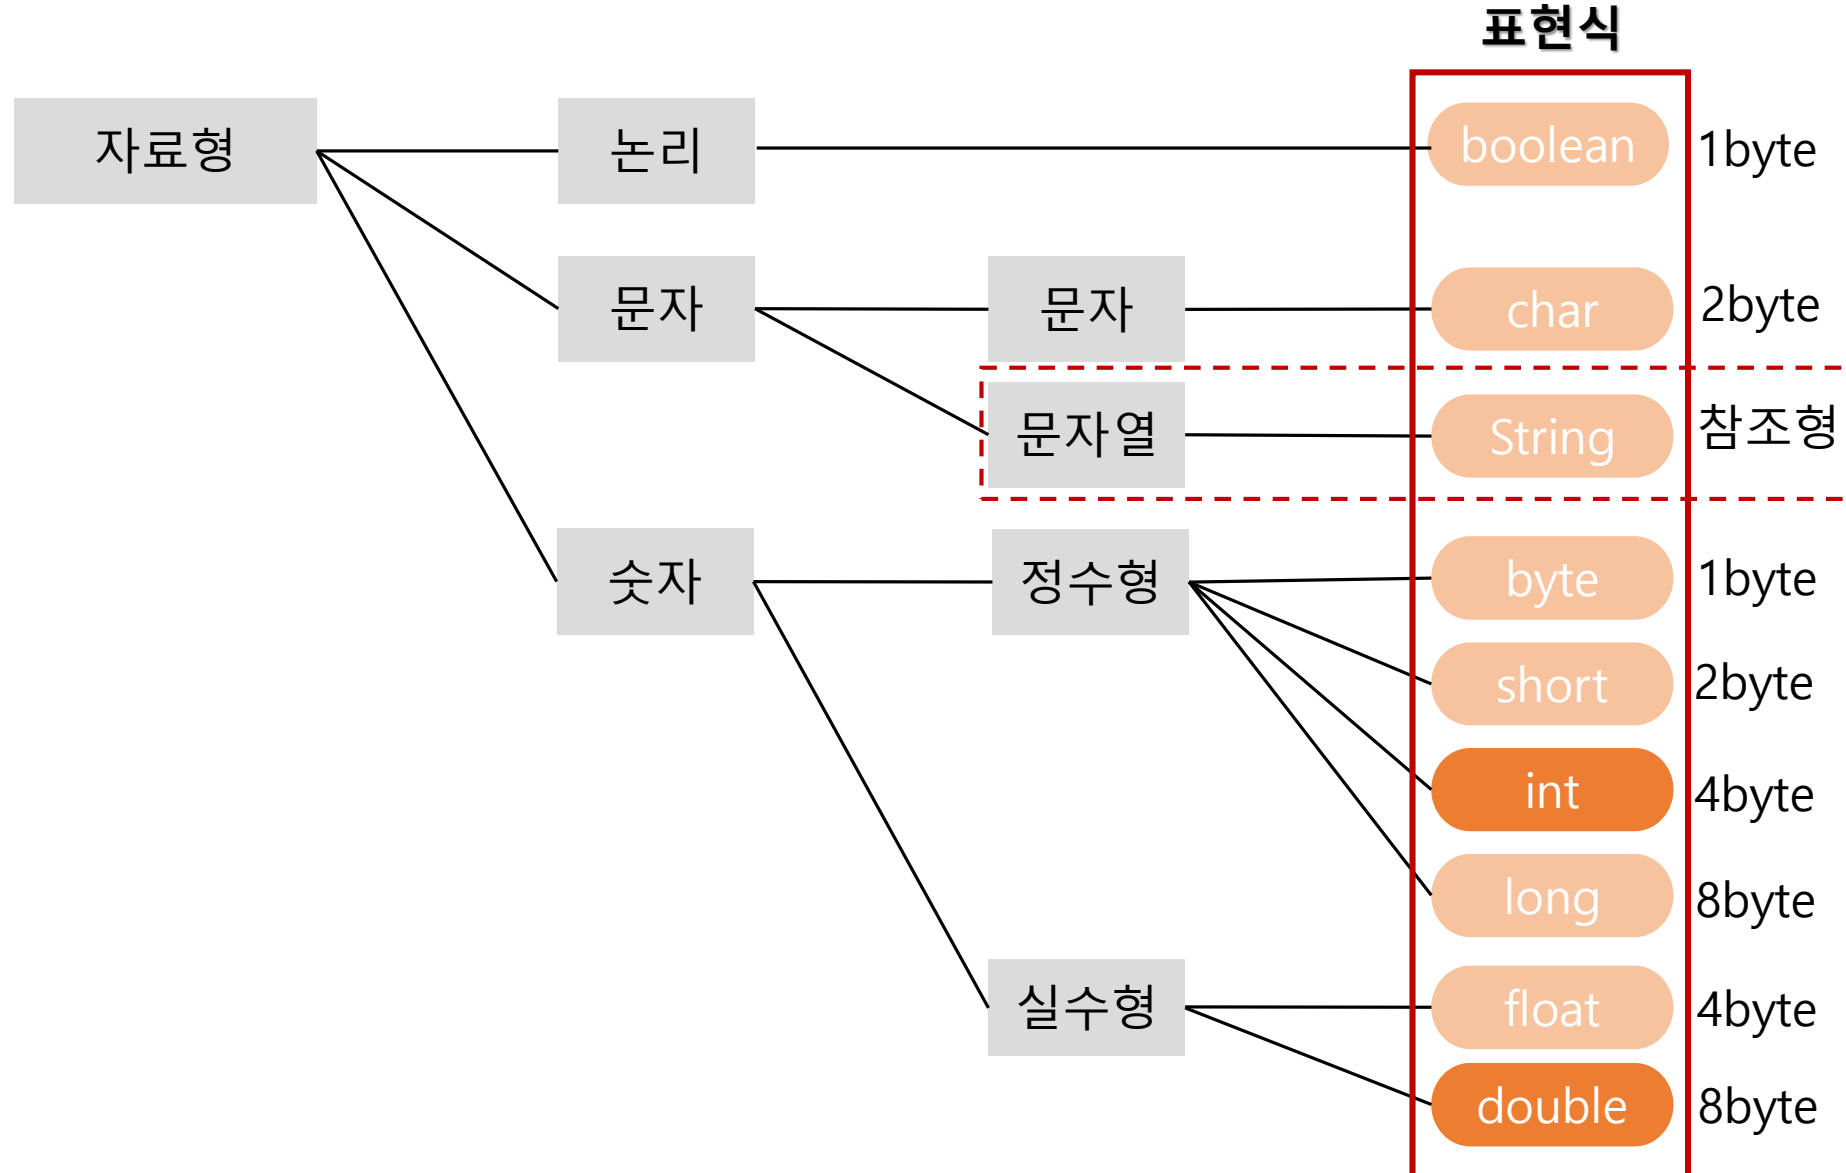 표현식
자료형
논리
boolean
1byte
문자
문자
char
2byte
문자열
String
참조형
숫자
정수형
byte
1byte
short
2byte
int
4byte
long
8byte
실수형
float
4byte
double
8byte